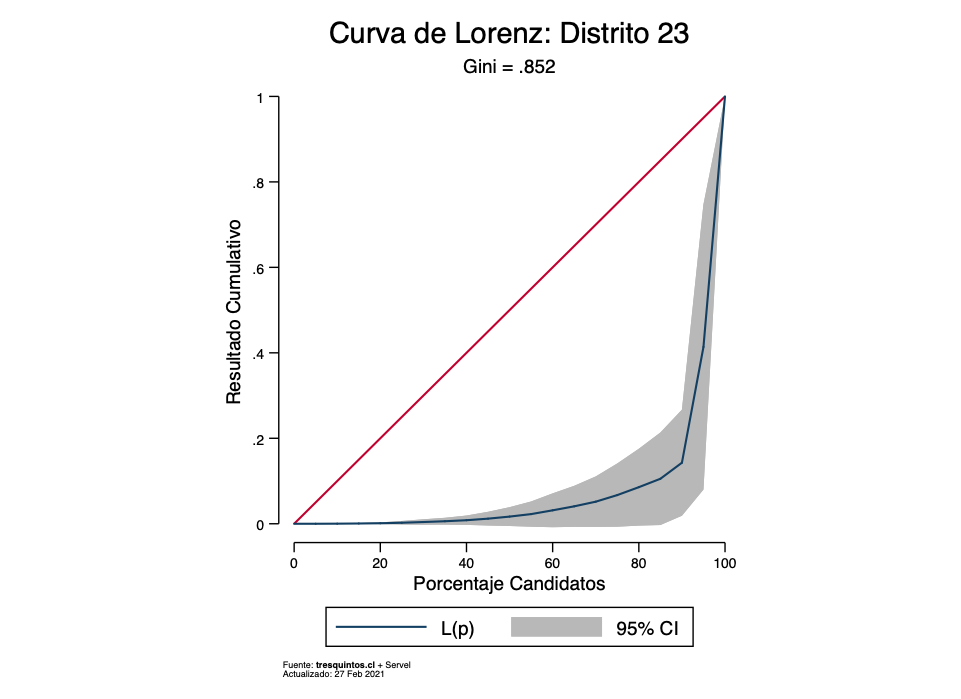 Curva de Lorenz: Distrito 23
Gini = .852
Resultado Cumulativo
1
.8
.6
.4
.2
0
0 20 40 60 80 100
Porcentaje Candidatos
L(p) 95% CI
Fuente: tresquintos.cl + Servel
Actualizado: 27 Feb 2021